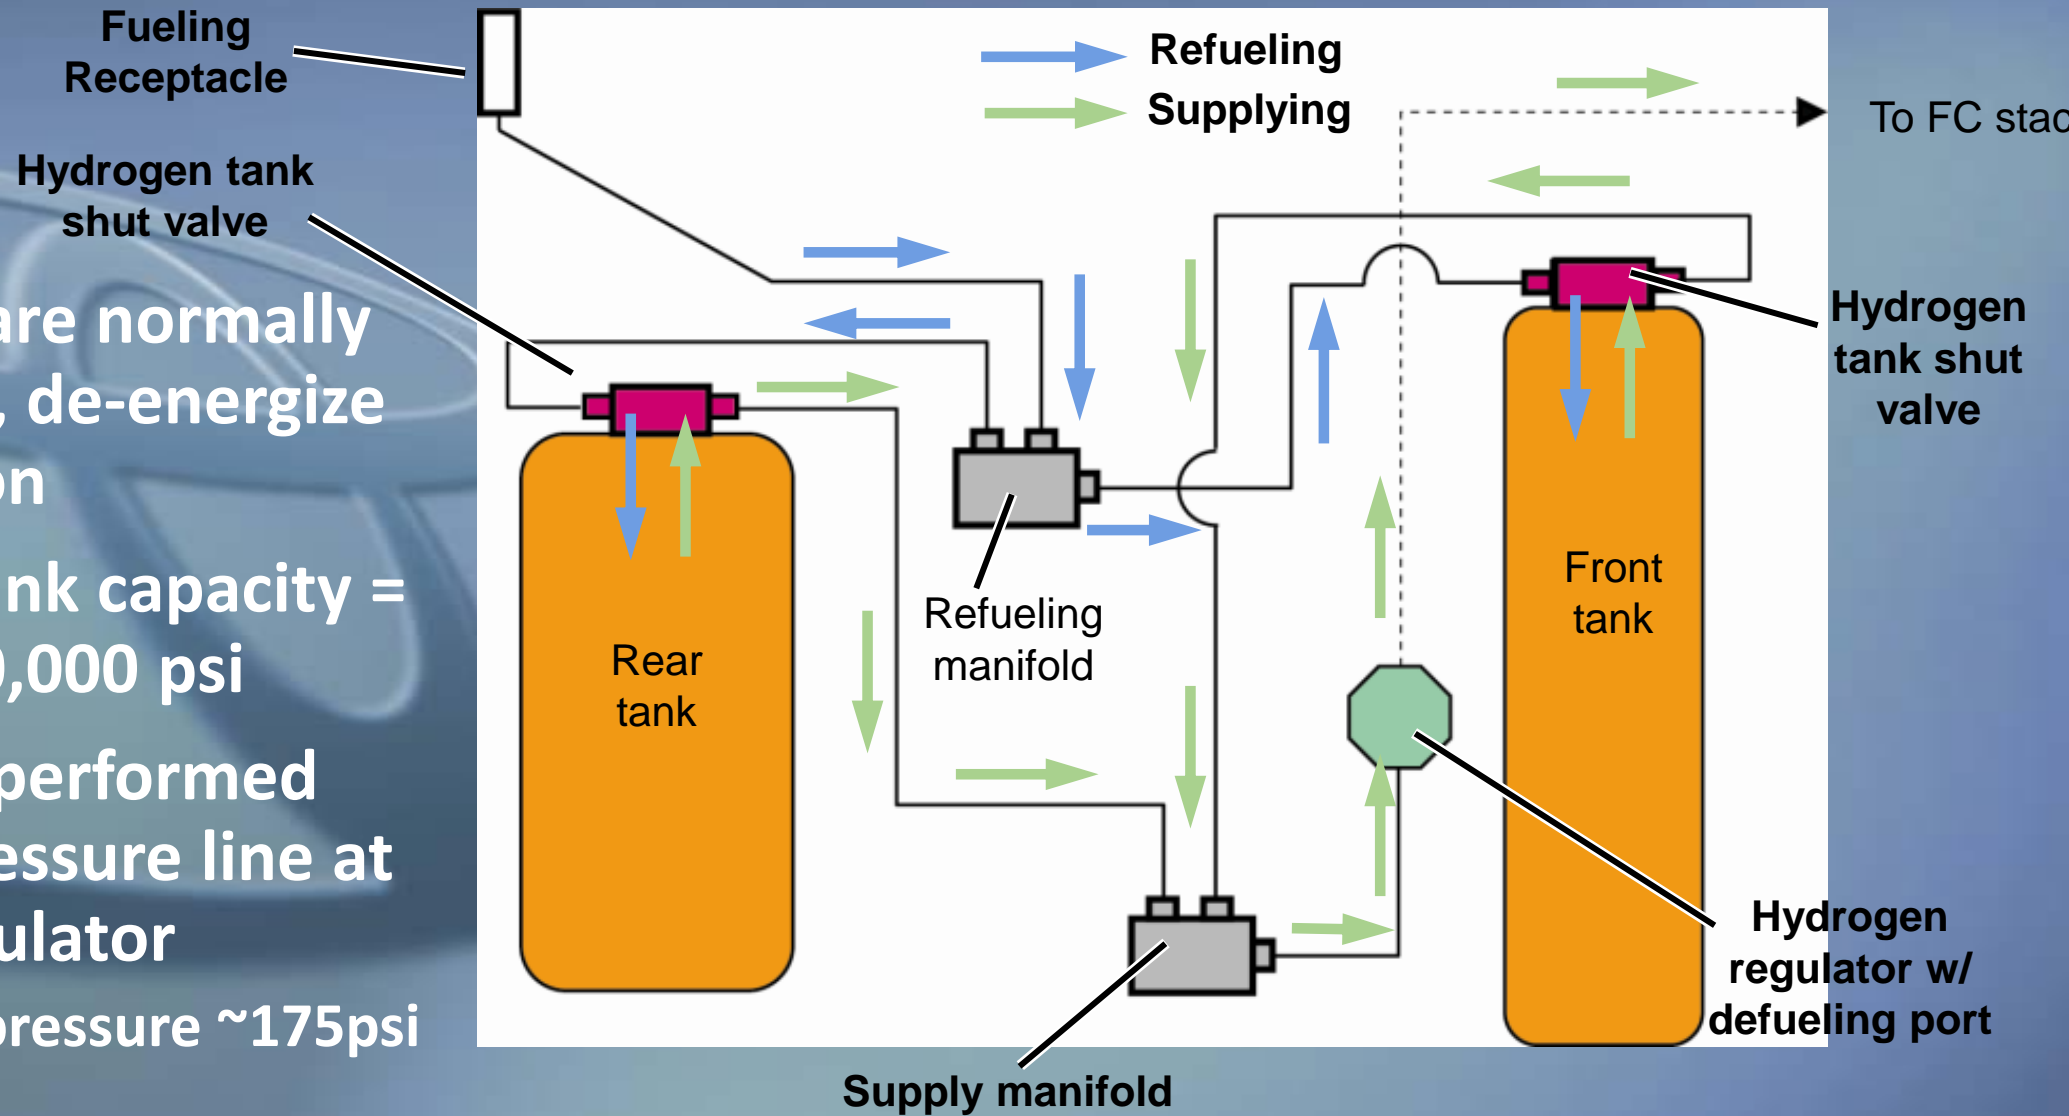 Fueling
Receptacle
Refueling
Supplying
To FC stac
Hydrogen tank
shut valve
are normally
, de-energize
on
nk capacity =
0,000 psi
performed
essure line at
ulator
pressure ~175psi
Hydrogen
tank shut
valve
Refueling
manifold
Front
tank
Rear
tank
Hydrogen
regulator w/
defueling port
Supply manifold